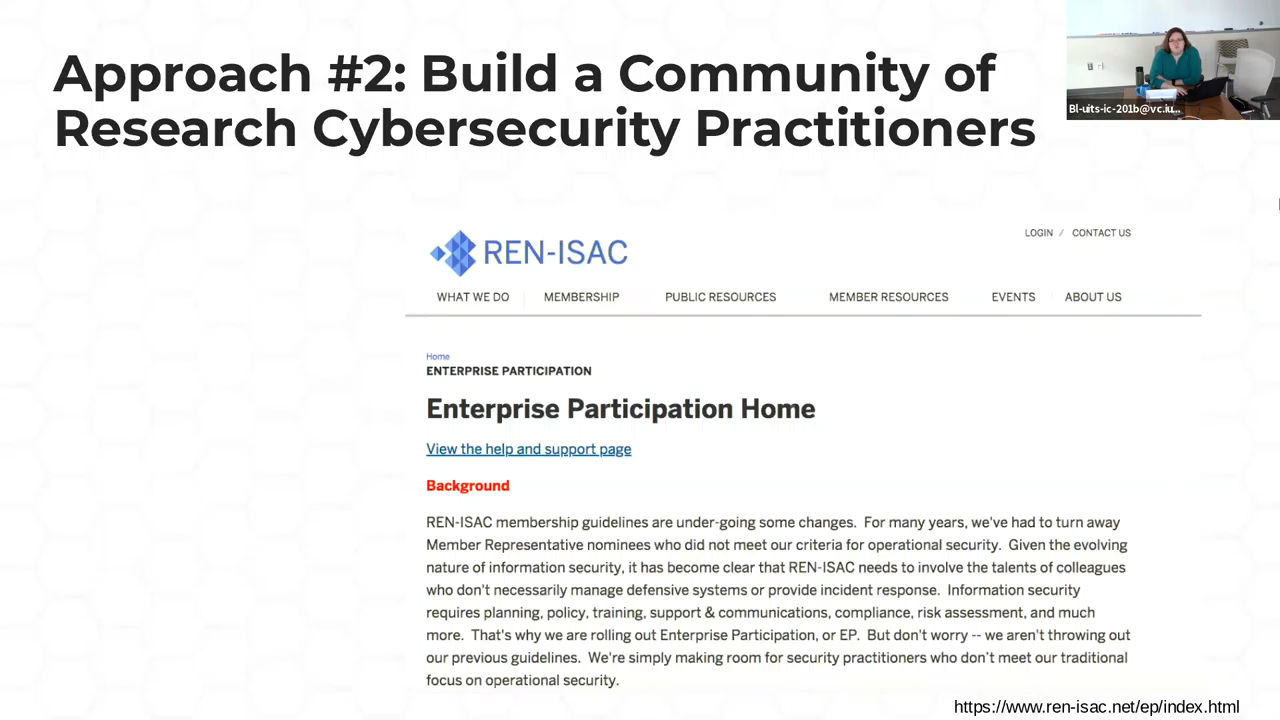 Approach #2: Build a Community of
Research Cybersecurity Practitioners
Bl-uits-ic-201b@vc.iu...
REN-ISAC
LOGIN / CONTACT US
WHAT WE DO
MEMBERSHIP
PUBLIC RESOURCES
MEMBER RESOURCES
EVENTS
ABOUT US
Home
ENTERPRISE PARTICIPATION
Enterprise Participation Home
View the help and support page
Background
REN-ISAC membership guidelines are under-going some changes. For many years, we've had to turn away
Member Representative nominees who did not meet our criteria for operational security. Given the evolving
nature of information security, it has become clear that REN-ISAC needs to involve the talents of colleagues
who don't necessarily manage defensive systems or provide incident response. Information security
requires planning, policy, training, support & communications, compliance, risk assessment, and much
more. That's why we are rolling out Enterprise Participation, or EP. But don't worry -- we aren't throwing out
our previous guidelines. We're simply making room for security practitioners who don't meet our traditional
focus on operational security.
https://www.ren-isac.net/ep/index.html